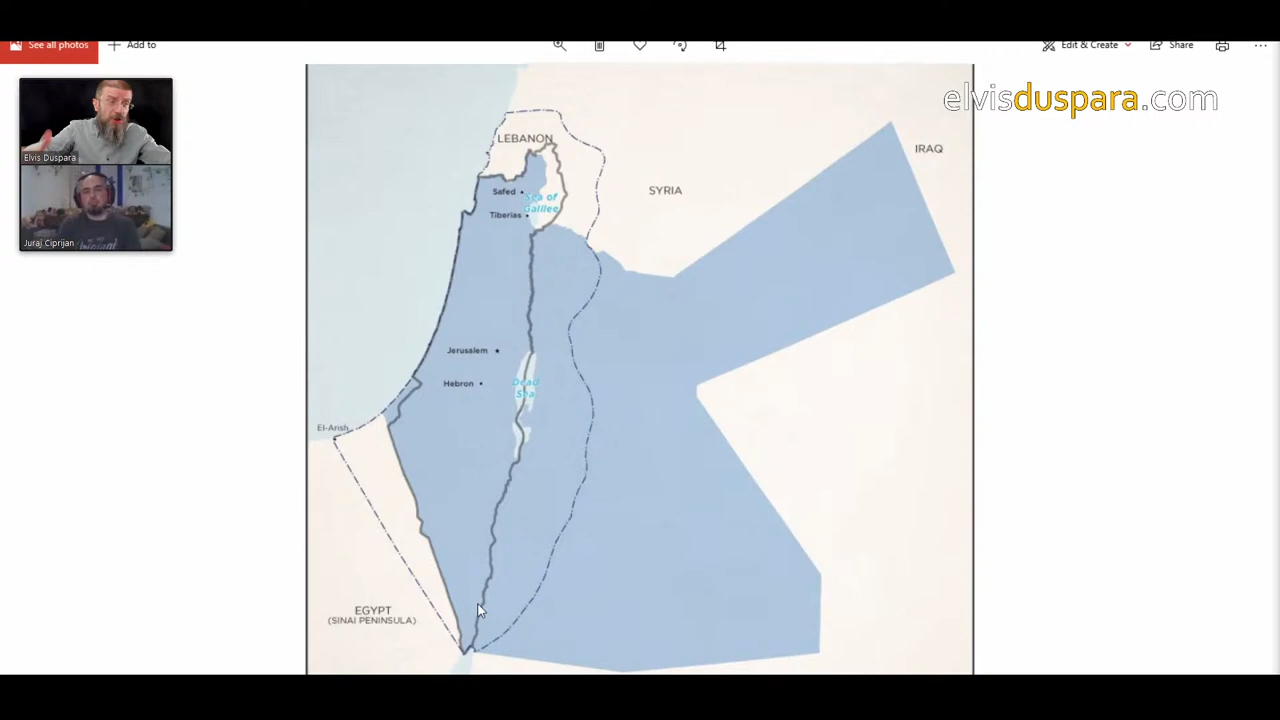 See all photos
Add to
Edit & Create
Share
elvisduspara.com
Elvis Duspara
Juraj Ciprijan
LEBANON
IRAQ
SYRIA
Safed
Sea of
Galilee
Tiberias
Jerusalem
Hebron
Dead
Sea
El-Arish
EGYPT
(SINAI PENINSULA)